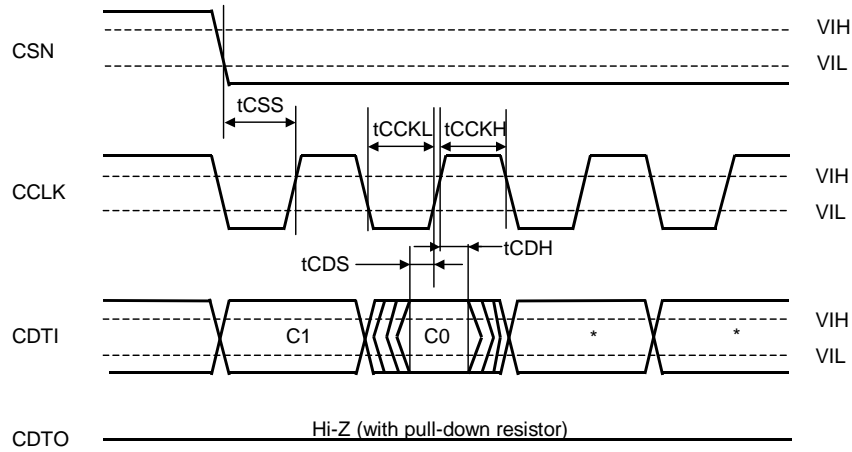 VIH
CSN
VIL
tCSS
tCCKL
tCCKH
VIH
CCLK
VIL
tCDS
tCDH
VIH
CDTI
C1
C0
*
*
VIL
Hi-Z (with pull-down resistor)
CDTO